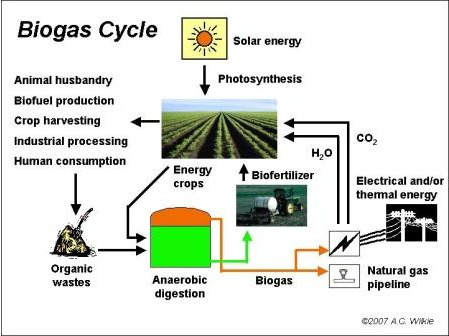 Biogas Cycle
Solar energy
Photosynthesis
Animal husbandry
Biofuel production
Crop harvesting
Industrial processing
Human consumption
CO2
H2O
Energy
crops
Biofertilizer
Electrical and/or
thermal energy
Organic
wastes
Anaerobic
digestion
Biogas
Natural gas
pipeline
©2007 A.C. Wilkie